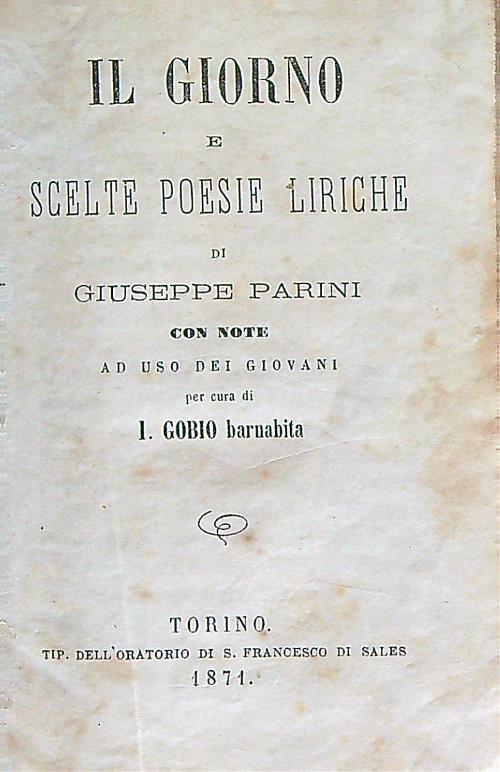 IL GIORNO
E
SCELTE POESIE LIRICHE
DI
GIUSEPPE PARINI
CON NOTE
AD USO DEI GIOVANI
per cura di
I. GOBIO barnabita
TORINO.
TIP. DELL'ORATORIO DI S. FRANCESCO DI SALES
1871.